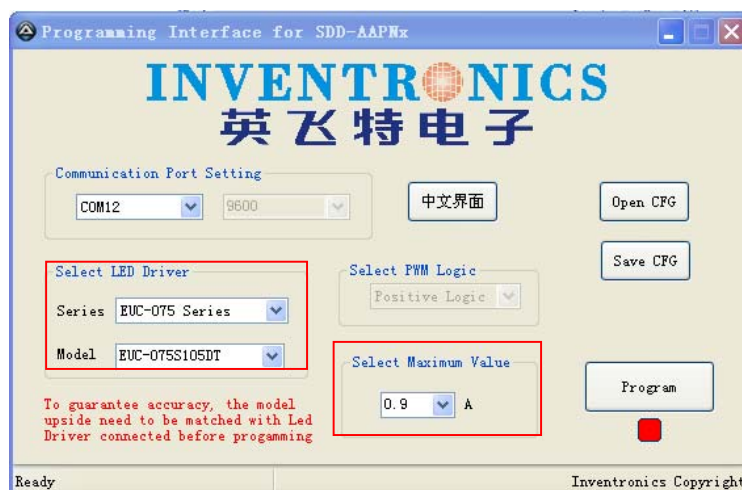 Programming Interface for SDD-AAPNx
INVENTRONICS
英飞特电子
Communication Port Setting
COM12
9600
中文界面
Open CFG
Save CFG
Select LED Driver
Series
EUC-075 Series
Model
EUC-075S105DT
Select PWM Logic
Positive Logic
Select Maximum Value
0.9
A
Program
To guarantee accuracy, the model
upside need to be matched with Led
Driver connected before progamming
Ready
Inventronics Copyright